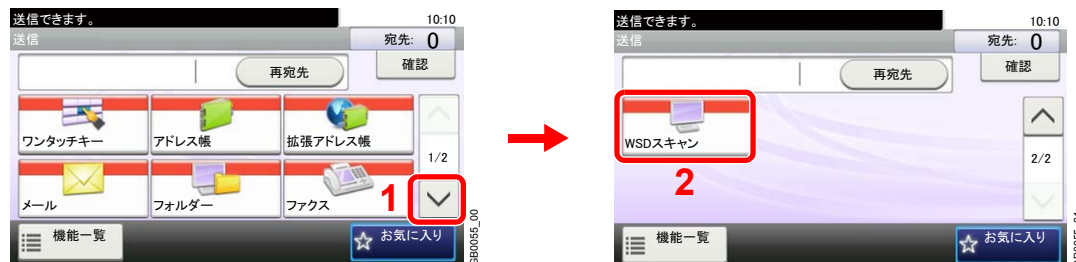 送信できます。
10:10
送信
宛先: 0
再宛先
確認
ワンタッチキー
アドレス帳
拡張アドレス帳
1/2
メール
フォルダー
ファクス
1
機能一覧
お気に入り
GB0055_00
送信できます。
10:10
送信
宛先: 0
再宛先
確認
WSDスキャン
2/2
2
機能一覧
お気に入り